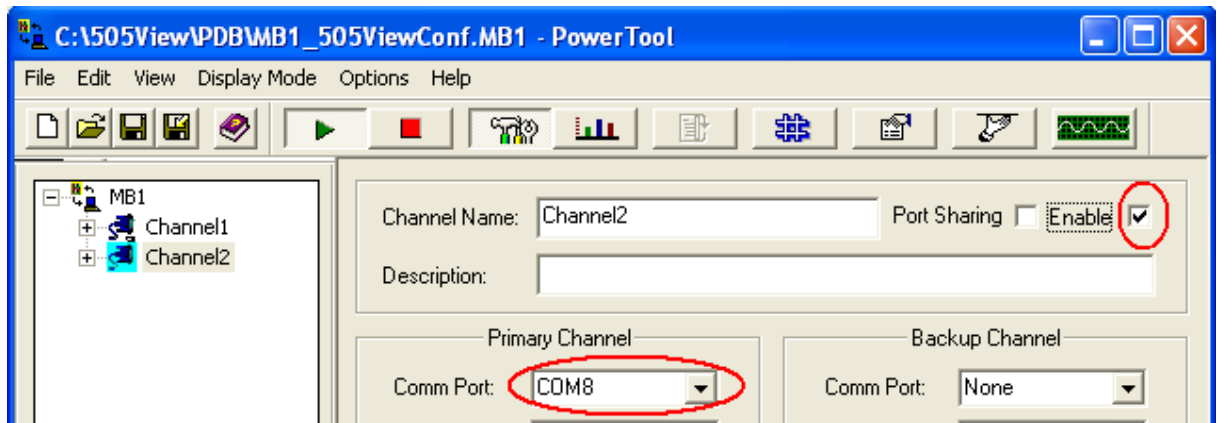 C:\505View\PDB\MB1_505ViewConf.MB1 - PowerTool
File Edit View Display Mode Options Help
MB1
Channel1
Channel2
Channel Name: Channel2 Port Sharing Enable
Description:
Primary Channel
Backup Channel
Comm Port: COM8
Comm Port: None